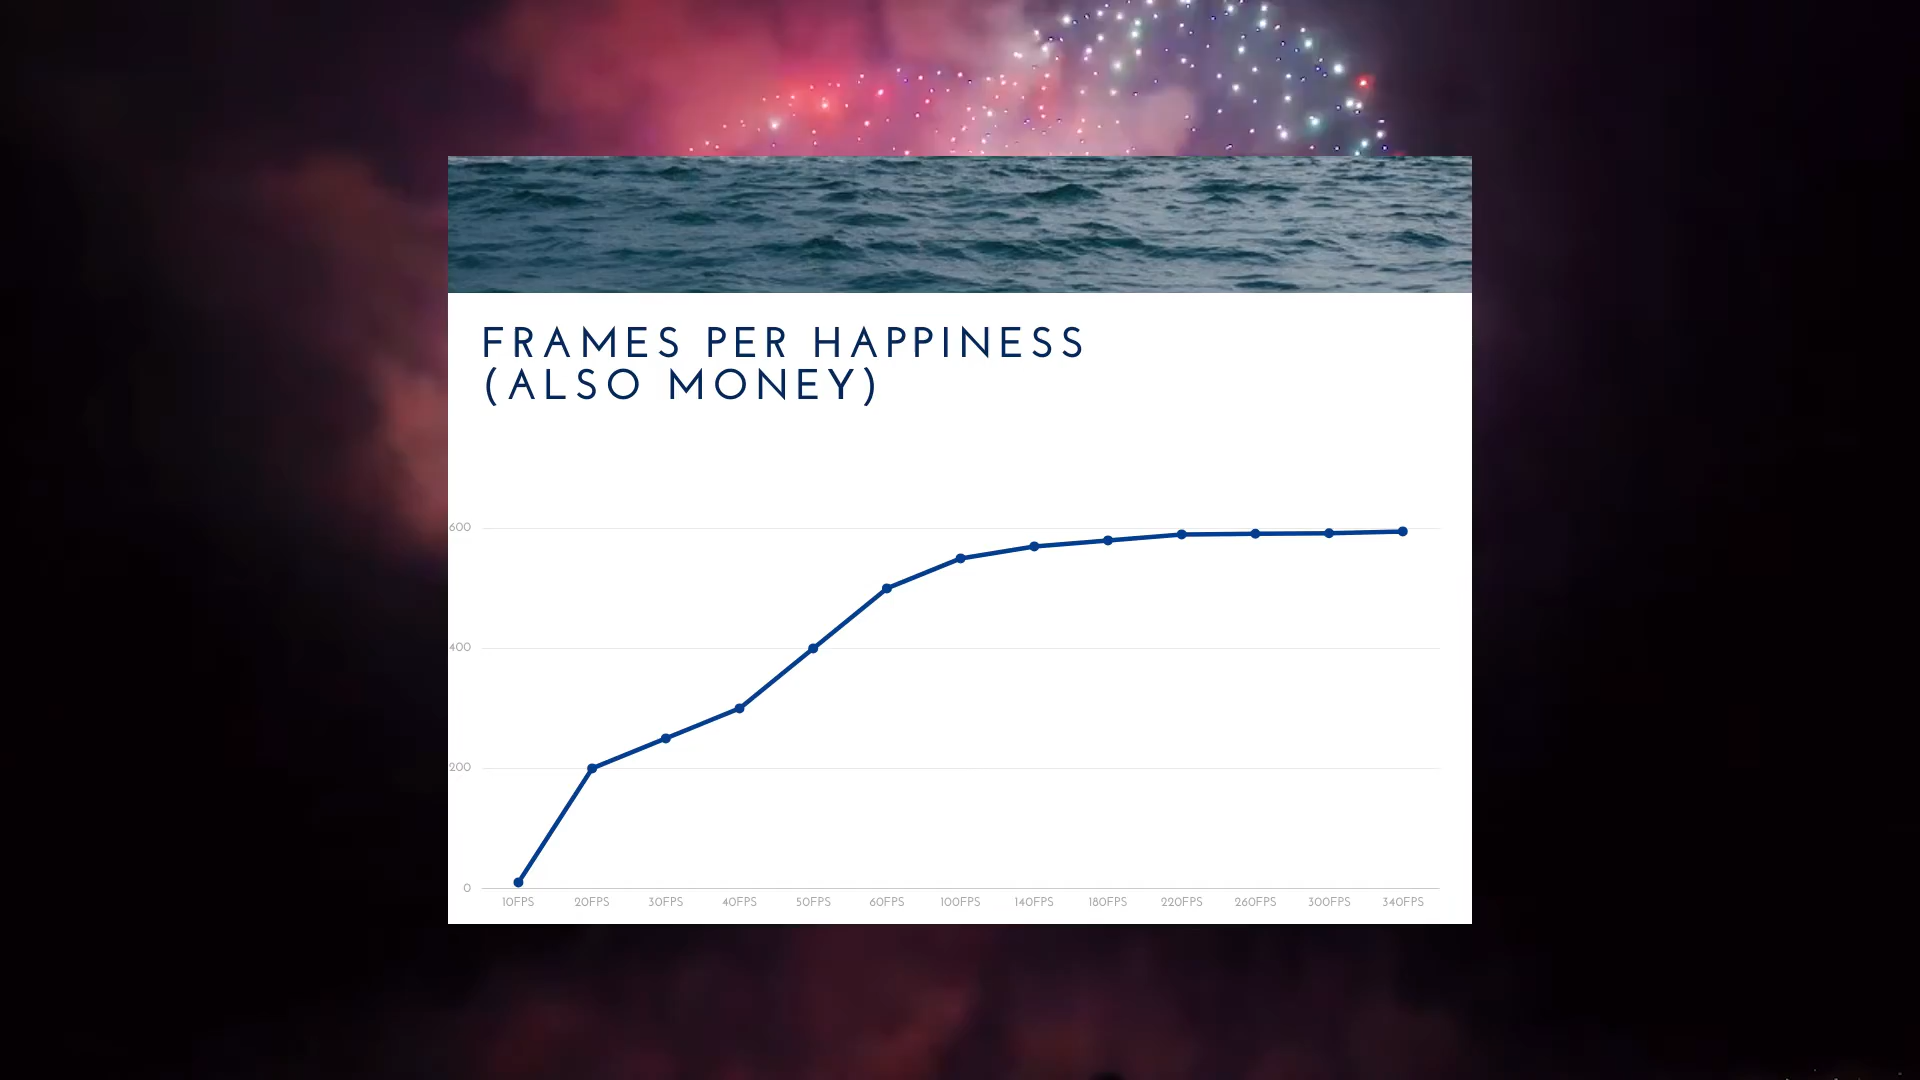 FRAMES PER HAPPINESS
(ALSO MONEY)
600
400
200
0
10FPS 20FPS 30FPS 40FPS 50FPS 60FPS 100FPS 140FPS 180FPS 220FPS 260FPS 300FPS 340FPS